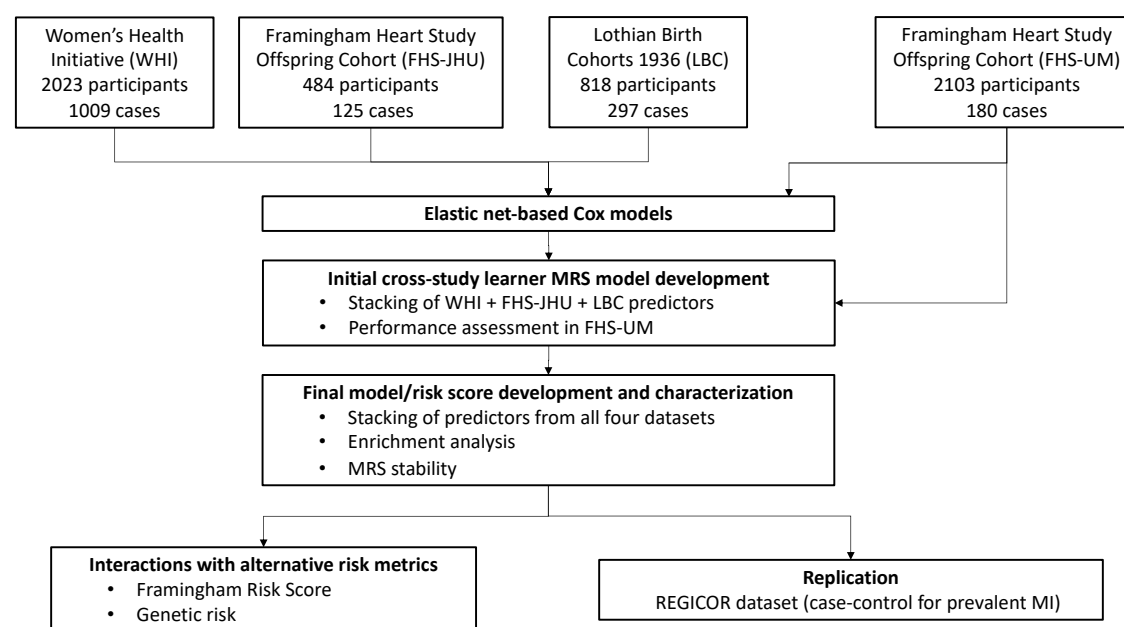 Women’s Health
Initiative (WHI)
2023 participants
1009 cases
Framingham Heart Study
Offspring Cohort (FHS-JHU)
484 participants
125 cases
Lothian Birth
Cohorts 1936 (LBC)
818 participants
297 cases
Framingham Heart Study
Offspring Cohort (FHS-UM)
2103 participants
180 cases
Elastic net-based Cox models
Initial cross-study learner MRS model development
• Stacking of WHI + FHS-JHU + LBC predictors
• Performance assessment in FHS-UM
Final model/risk score development and characterization
• Stacking of predictors from all four datasets
• Enrichment analysis
• MRS stability
Interactions with alternative risk metrics
• Framingham Risk Score
• Genetic risk
Replication
REGICOR dataset (case-control for prevalent MI)